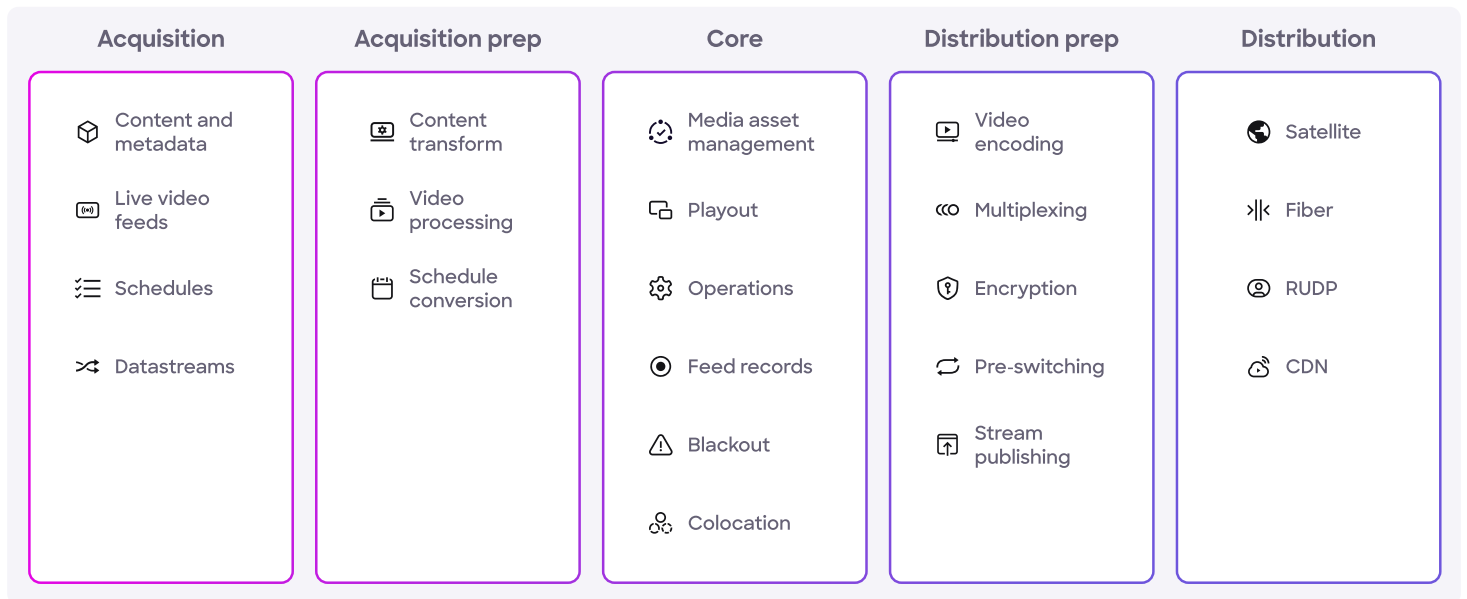 Acquisition
Content and
metadata
Live video
feeds
Schedules
Datastreams
Acquisition prep
Content
transform
Video
processing
Schedule
conversion
Core
Media asset
management
Playout
Operations
Feed records
Blackout
Colocation
Distribution prep
Video
encoding
Multiplexing
Encryption
Pre-switching
Stream
publishing
Distribution
Satellite
Fiber
RUDP
CDN